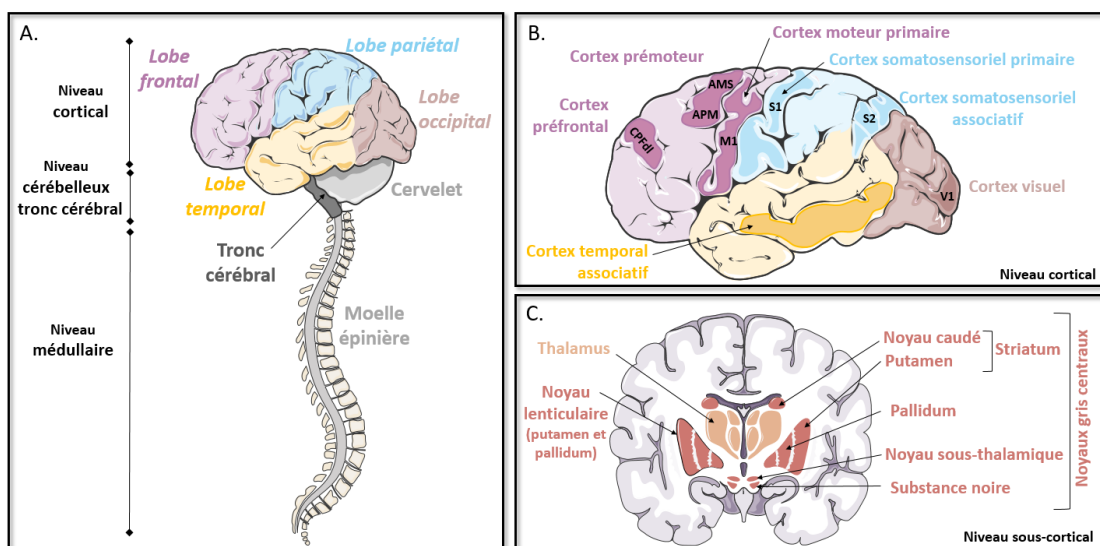 A.
Lobe
frontal
Lobe pariétal
Lobe
occipital
Lobe
temporal
Cervelet
Tronc
cérébral
Moelle
épinière
Niveau
cortical
Niveau
cérébelleux
tronc cérébral
Niveau
médullaire
B.
Cortex moteur primaire
Cortex prémoteur
Cortex somatosensoriel primaire
Cortex
préfrontal
Cortex somatosensoriel
associatif
AMS
APM
CPFdl
M1
S1
S2
V1
Cortex visuel
Cortex temporal
associatif
Niveau cortical
C.
Thalamus
Noyau
lenticulaire
(putamen et
pallidum)
Noyau caudé
Putamen
Striatum
Pallidum
Noyau sous-thalamique
Substance noire
Noyaux gris centraux
Niveau sous-cortical